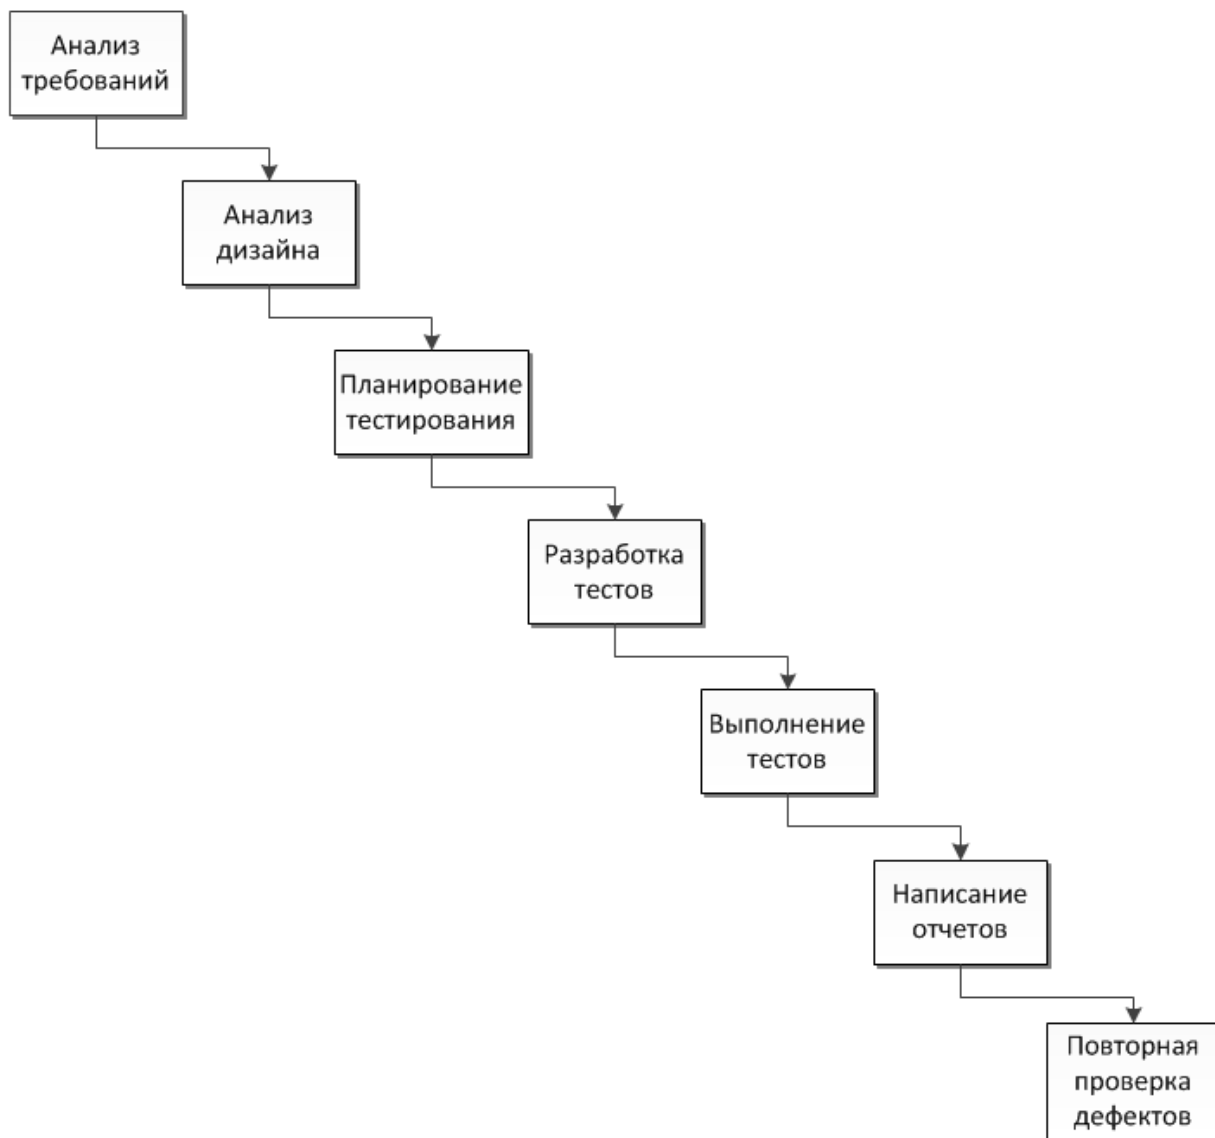 Анализ
требований
Анализ
дизайна
Планирование
тестирования
Разработка
тестов
Выполнение
тестов
Написание
отчетов
Повторная
проверка
дефектов